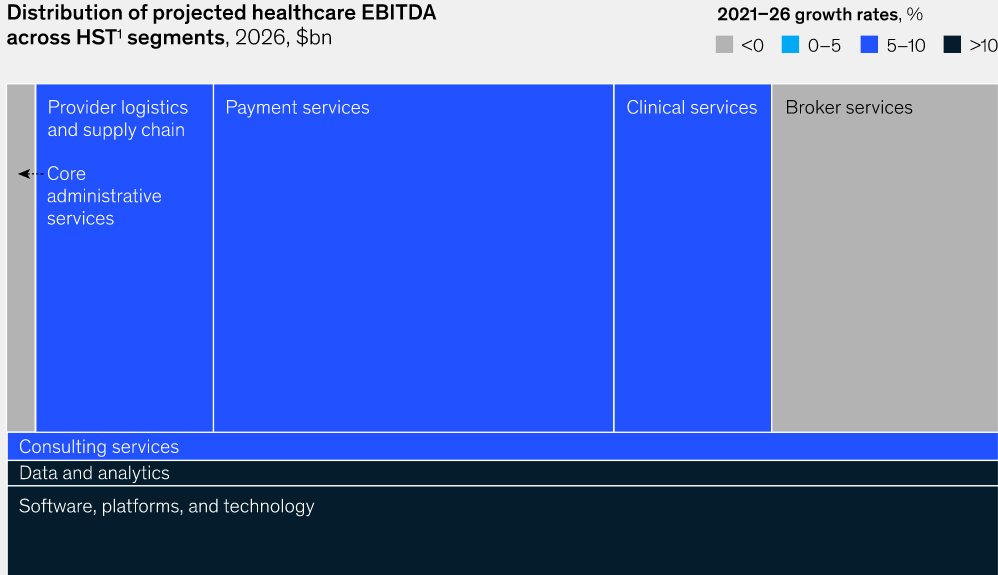 Distribution of projected healthcare EBITDA
across HST¹ segments, 2026, $bn
2021–26 growth rates, %
<0
0–5
5–10
>10
Provider logistics
and supply chain
Core
administrative
services
Payment services
Clinical services
Broker services
Consulting services
Data and analytics
Software, platforms, and technology